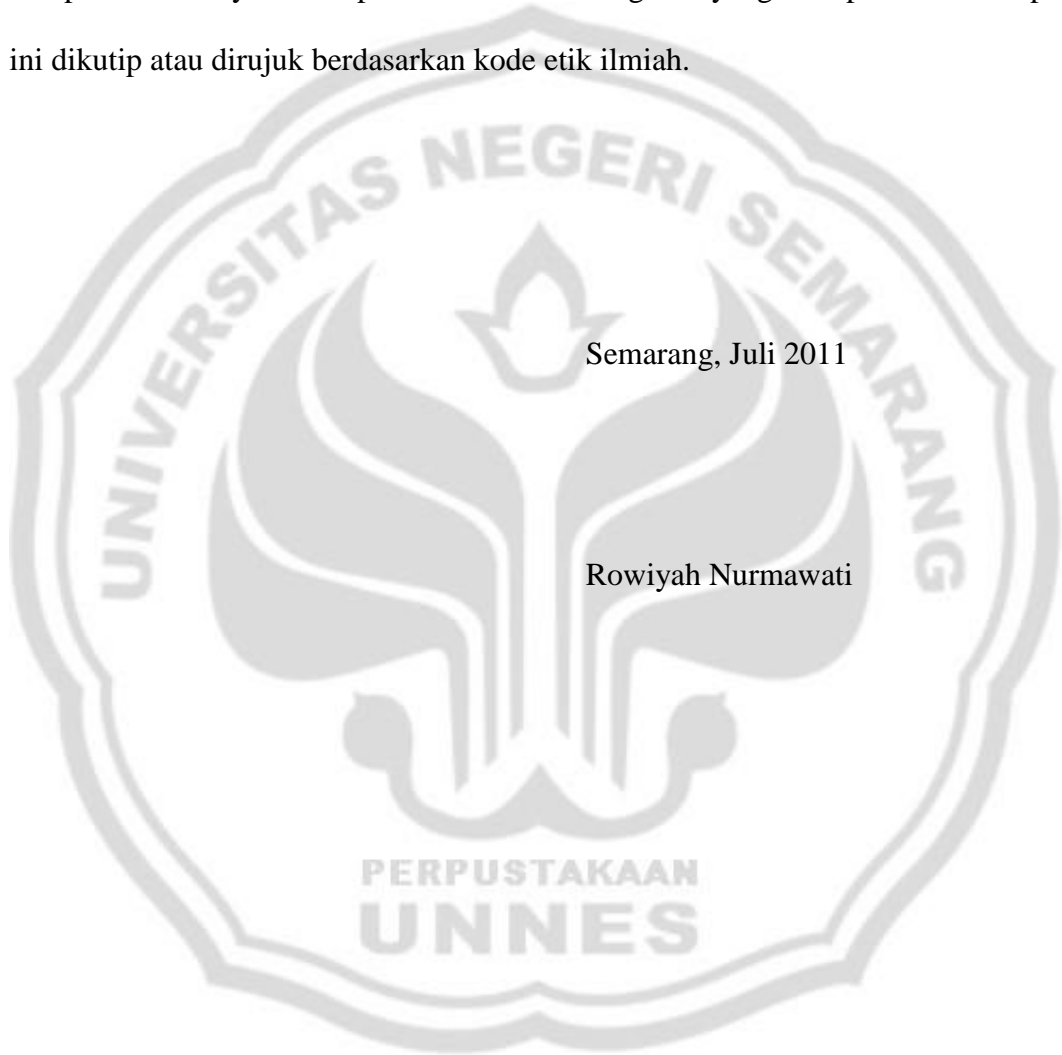 ini dikutip atau dirujuk berdasarkan kode etik ilmiah.
UNIVERSITAS NEGERI SEMARANG
Semarang, Juli 2011
Rowiyah Nurmawati
PERPUSTAKAAN
UNNES